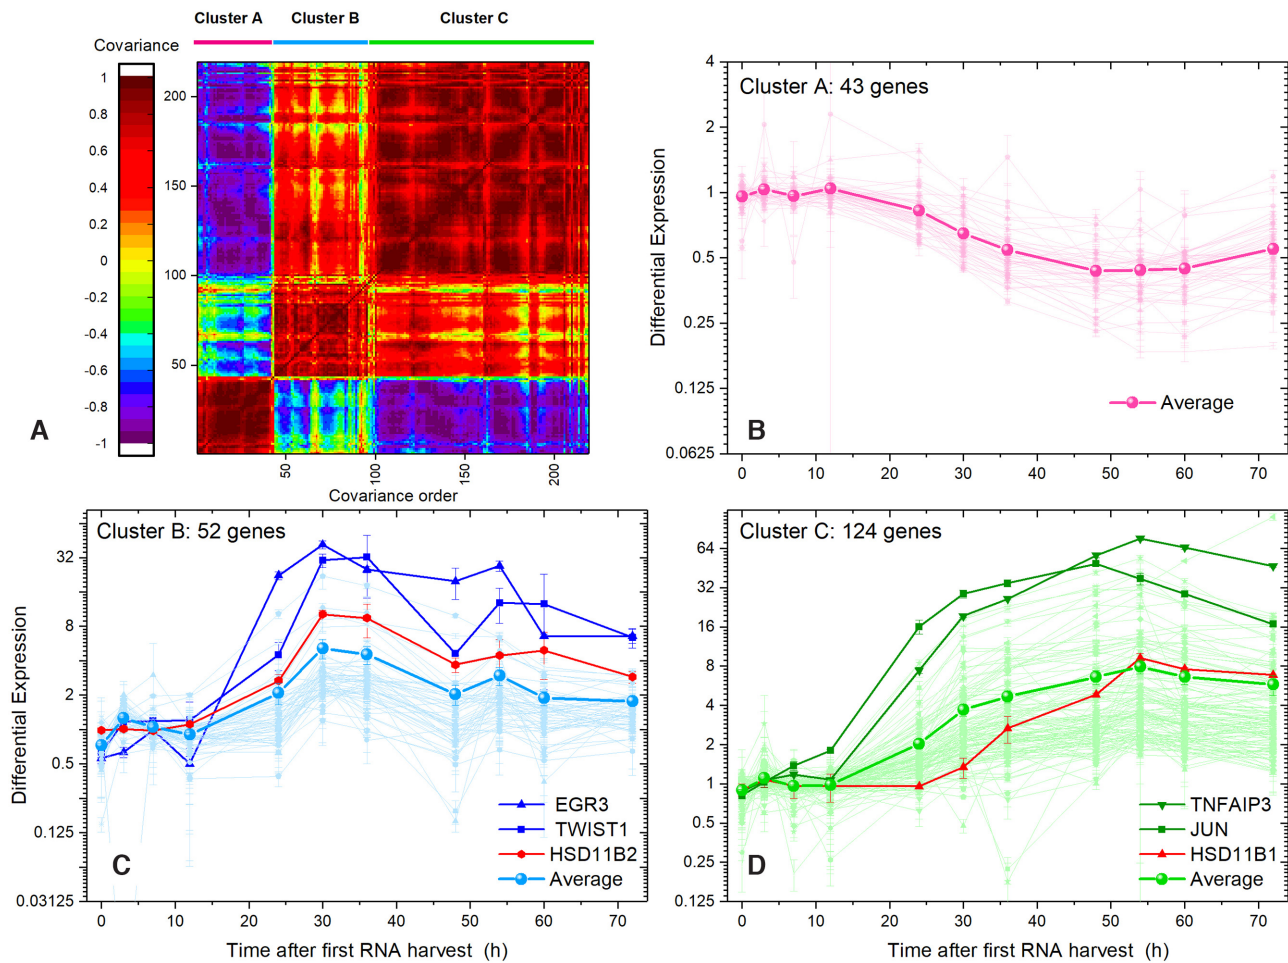 Cluster A Cluster B Cluster C
Covariance
1
0.8
0.6
0.4
0.2
0
-0.2
-0.4
-0.6
-0.8
-1
200
150
100
50
50 100 150 200
Covariance order
A
Cluster A: 43 genes
4
2
1
0.5
0.25
0.125
0.0625
Differential Expression
Average
B
0 10 20 30 40 50 60 70
Cluster B: 52 genes
32
8
2
0.5
0.125
0.03125
Differential Expression
EGR3
TWIST1
HSD11B2
Average
C
0 10 20 30 40 50 60 70
Time after first RNA harvest (h)
Cluster C: 124 genes
64
32
16
8
4
2
1
0.5
0.25
0.125
Differential Expression
TNFAIP3
JUN
HSD11B1
Average
D
0 10 20 30 40 50 60 70
Time after first RNA harvest (h)